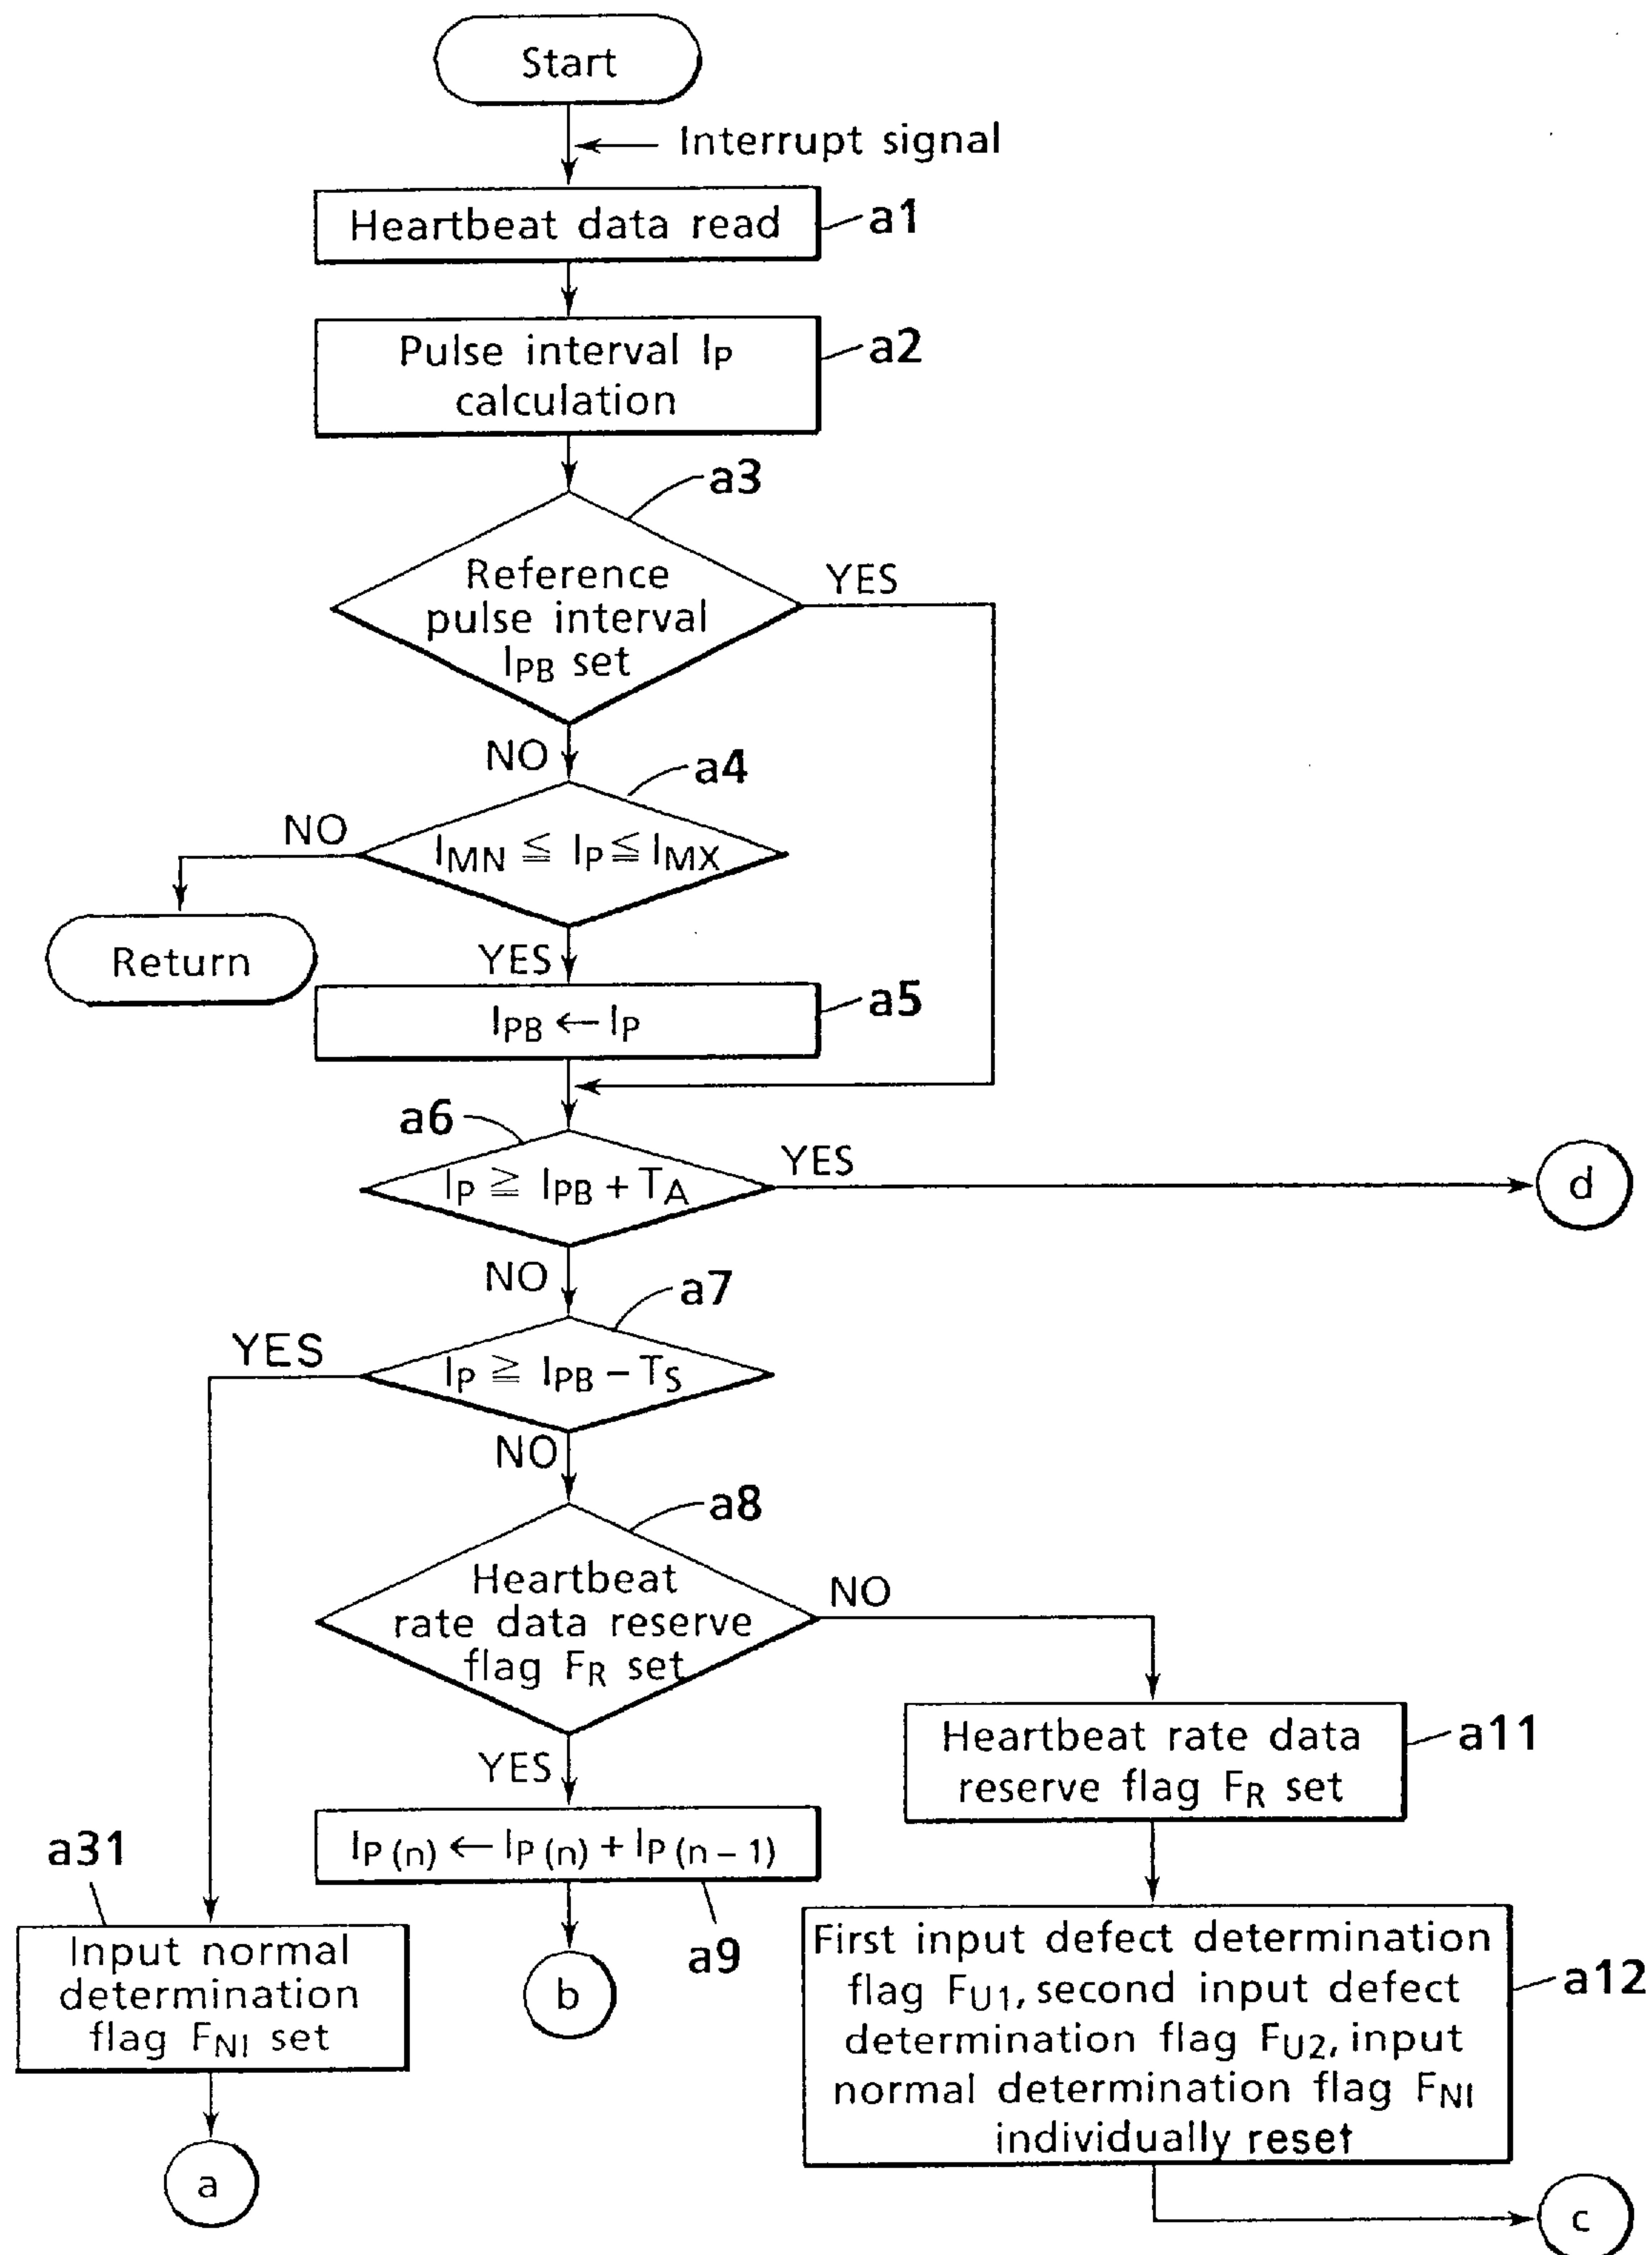 Start
Interrupt signal
Heartbeat data read
a1
Pulse interval IP
calculation
a2
a3
Reference
pulse interval
IPB set
YES
NO
a4
IMN ≦ IP ≦ IMX
NO
Return
YES
IPB ← IP
a5
a6
IP ≧ IPB + TA
YES
d
NO
a7
YES
IP ≧ IPB − TS
NO
a8
Heartbeat
rate data reserve
flag FR set
NO
YES
Heartbeat rate data
reserve flag FR set
a11
IP (n) ← IP (n) + IP (n − 1)
a9
b
a31
Input normal
determination
flag FNI set
a
First input defect determination
flag FU1, second input defect
determination flag FU2, input
normal determination flag FNI
individually reset
a12
c